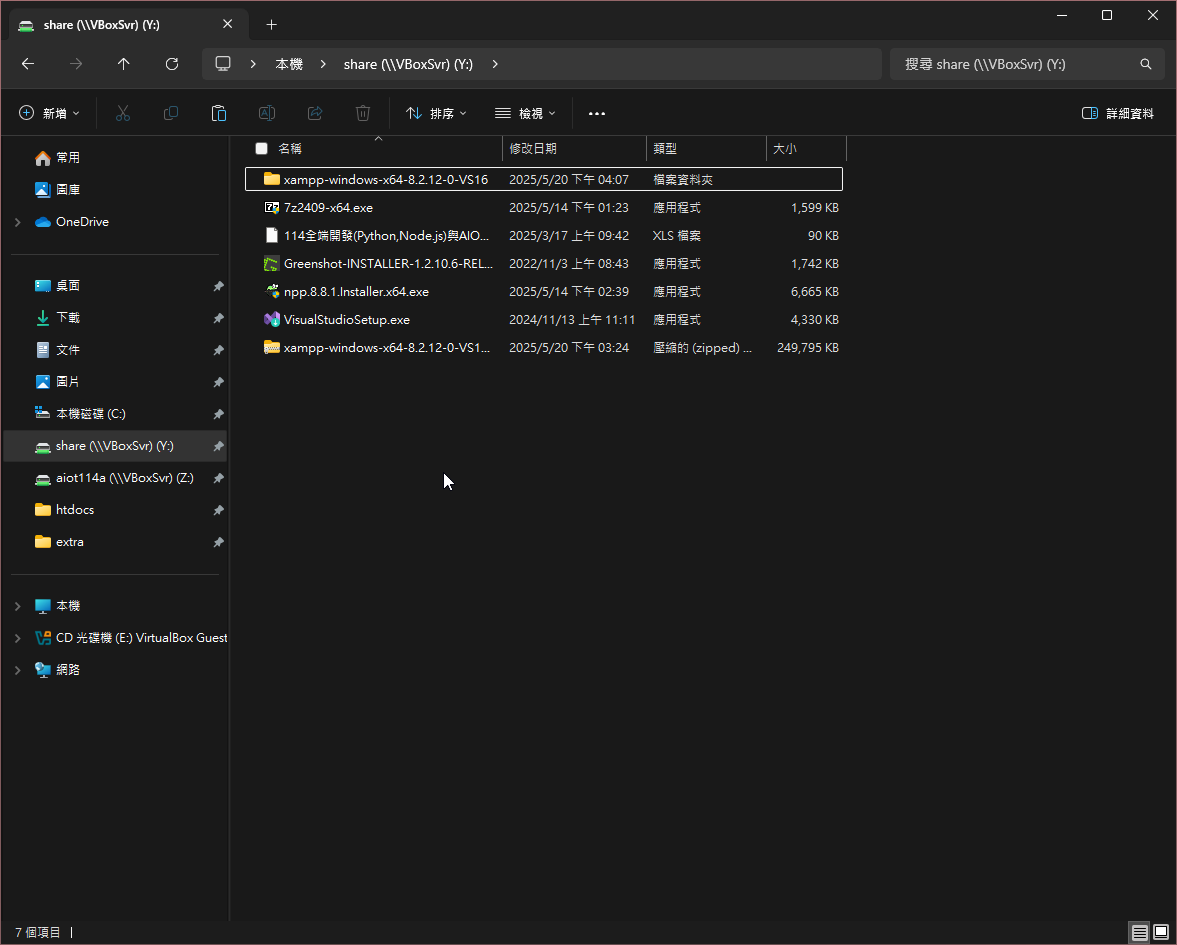 share (\\VBoxSvr) (Y:)
本機 share (\\VBoxSvr) (Y:) 搜尋 share (\\VBoxSvr) (Y:)
新增 排序 檢視 詳細資料
常用
圖庫
OneDrive
桌面
下載
文件
圖片
本機磁碟 (C:)
share (\\VBoxSvr) (Y:)
aiot114a (\\VBoxSvr) (Z:)
htdocs
extra
本機
CD 光碟機 (E:) VirtualBox Guest
網路
名稱 修改日期 類型 大小
xampp-windows-x64-8.2.12-0-VS16 2025/5/20 下午 04:07 檔案資料夾
7z2409-x64.exe 2025/5/14 下午 01:23 應用程式 1,599 KB
114全端開發(Python,Node.js)與AIO... 2025/3/17 上午 09:42 XLS 檔案 90 KB
Greenshot-INSTALLER-1.2.10.6-REL... 2022/11/3 上午 08:43 應用程式 1,742 KB
npp.8.8.1.Installer.x64.exe 2025/5/14 下午 02:39 應用程式 6,665 KB
VisualStudioSetup.exe 2024/11/13 上午 11:11 應用程式 4,330 KB
xampp-windows-x64-8.2.12-0-VS1... 2025/5/20 下午 03:24 壓縮的 (zipped) ... 249,795 KB
7 個項目